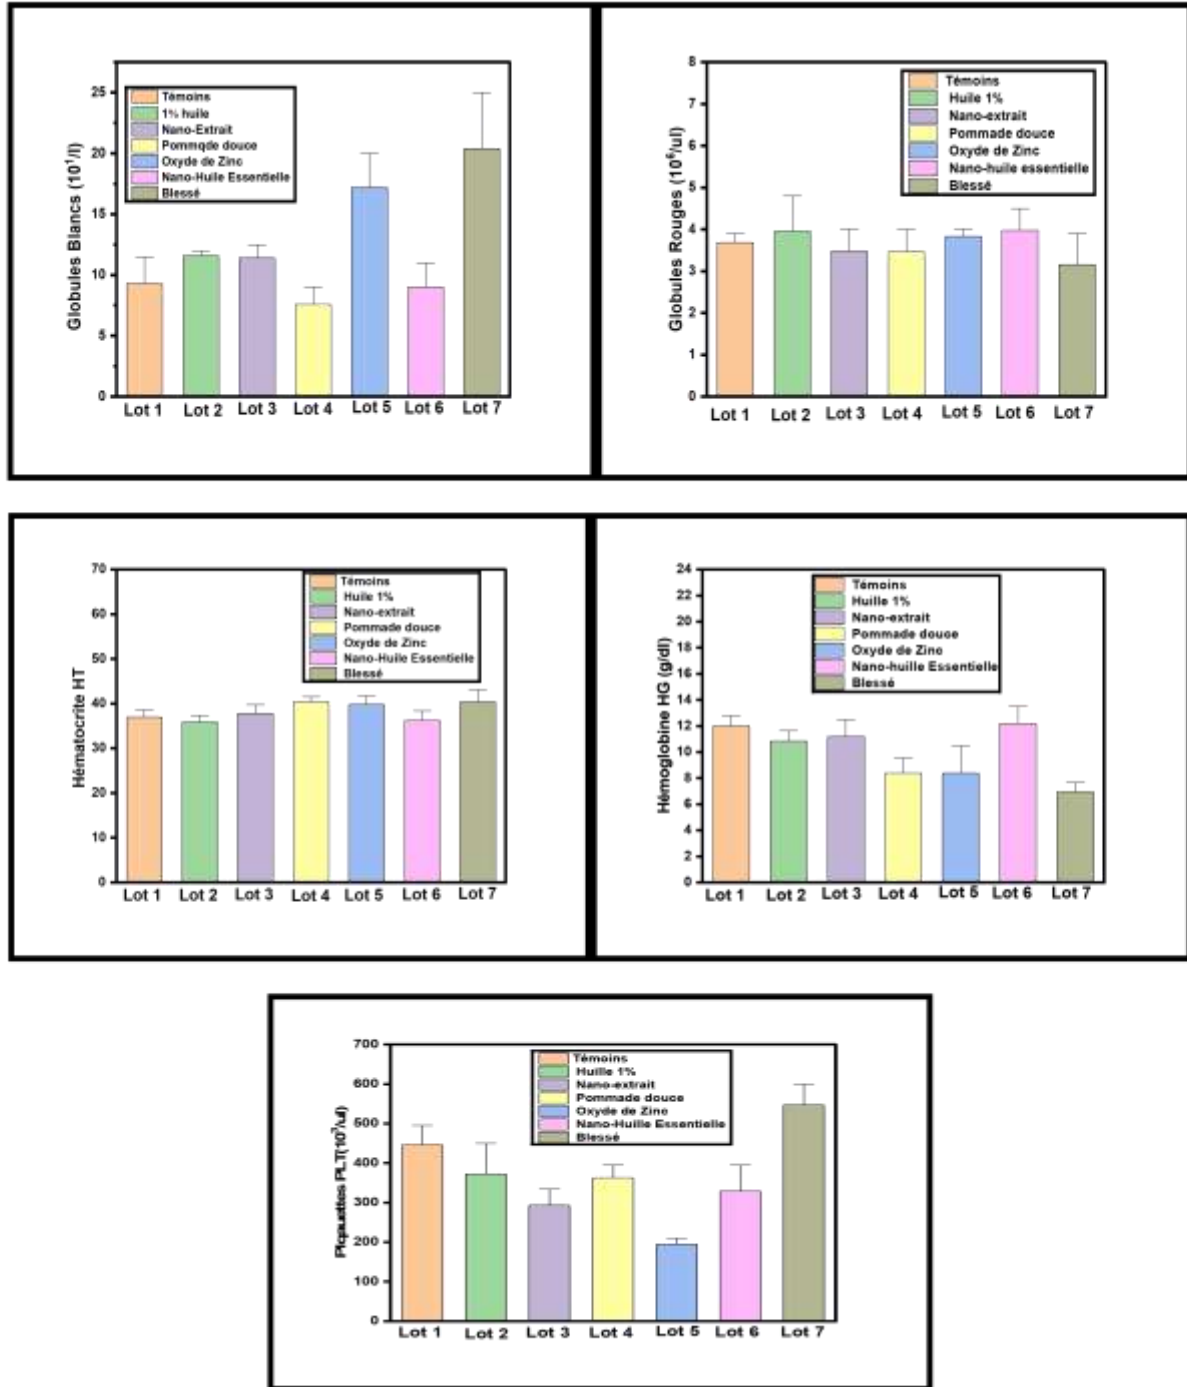 Globules Blancs (10¹/l)
25
20
15
10
5
0
Témoins
1% huile
Nano-Extrait
Pommqde douce
Oxyde de Zinc
Nano-Huile Essentielle
Blessé
Lot 1 Lot 2 Lot 3 Lot 4 Lot 5 Lot 6 Lot 7
Globules Rouges (10⁶/ul)
8
7
6
5
4
3
2
1
0
Témoins
Huile 1%
Nano-extrait
Pommade douce
Oxyde de Zinc
Nano-huile essentielle
Blessé
Lot 1 Lot 2 Lot 3 Lot 4 Lot 5 Lot 6 Lot 7
Hématocrite HT
70
60
50
40
30
20
10
0
Témoins
Huile 1%
Nano-extrait
Pommade douce
Oxyde de Zinc
Nano-Huile Essentielle
Blessé
Lot 1 Lot 2 Lot 3 Lot 4 Lot 5 Lot 6 Lot 7
Hémoglobine HG (g/dl)
24
22
20
18
16
14
12
10
8
6
4
2
0
Témoins
Huille 1%
Nano-extrait
Pommade douce
Oxyde de Zinc
Nano-huille Essentielle
Blessé
Lot 1 Lot 2 Lot 3 Lot 4 Lot 5 Lot 6 Lot 7
PLT(10³/ul)
700
600
500
400
300
200
100
0
Témoins
Huille 1%
Nano-extrait
Pommade douce
Oxyde de Zinc
Nano-Huille Essentielle
Blessé
Lot 1 Lot 2 Lot 3 Lot 4 Lot 5 Lot 6 Lot 7